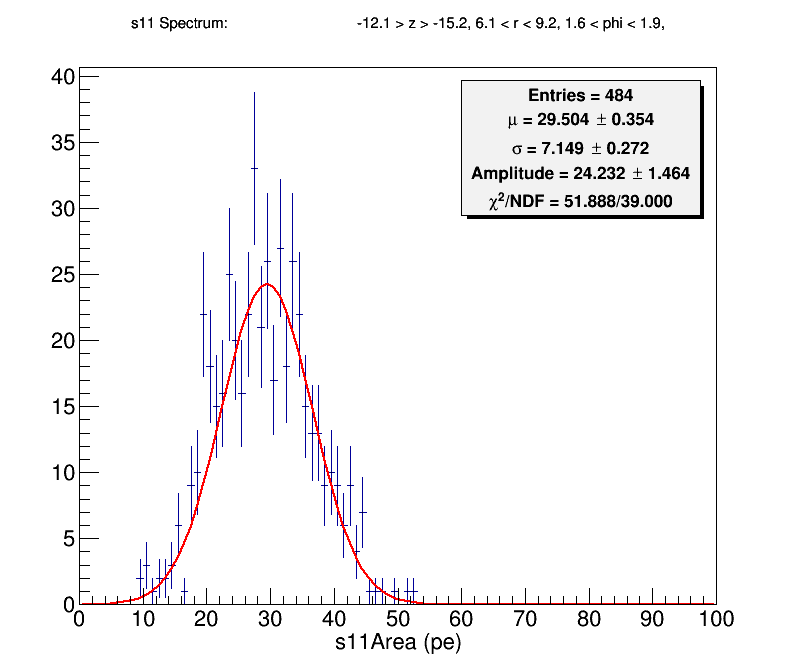 s11 Spectrum: -12.1 > z > -15.2, 6.1 < r < 9.2, 1.6 < phi < 1.9,
Entries = 484
μ = 29.504 ± 0.354
σ = 7.149 ± 0.272
Amplitude = 24.232 ± 1.464
χ²/NDF = 51.888/39.000
40
35
30
25
20
15
10
5
0
0 10 20 30 40 50 60 70 80 90 100
s11Area (pe)